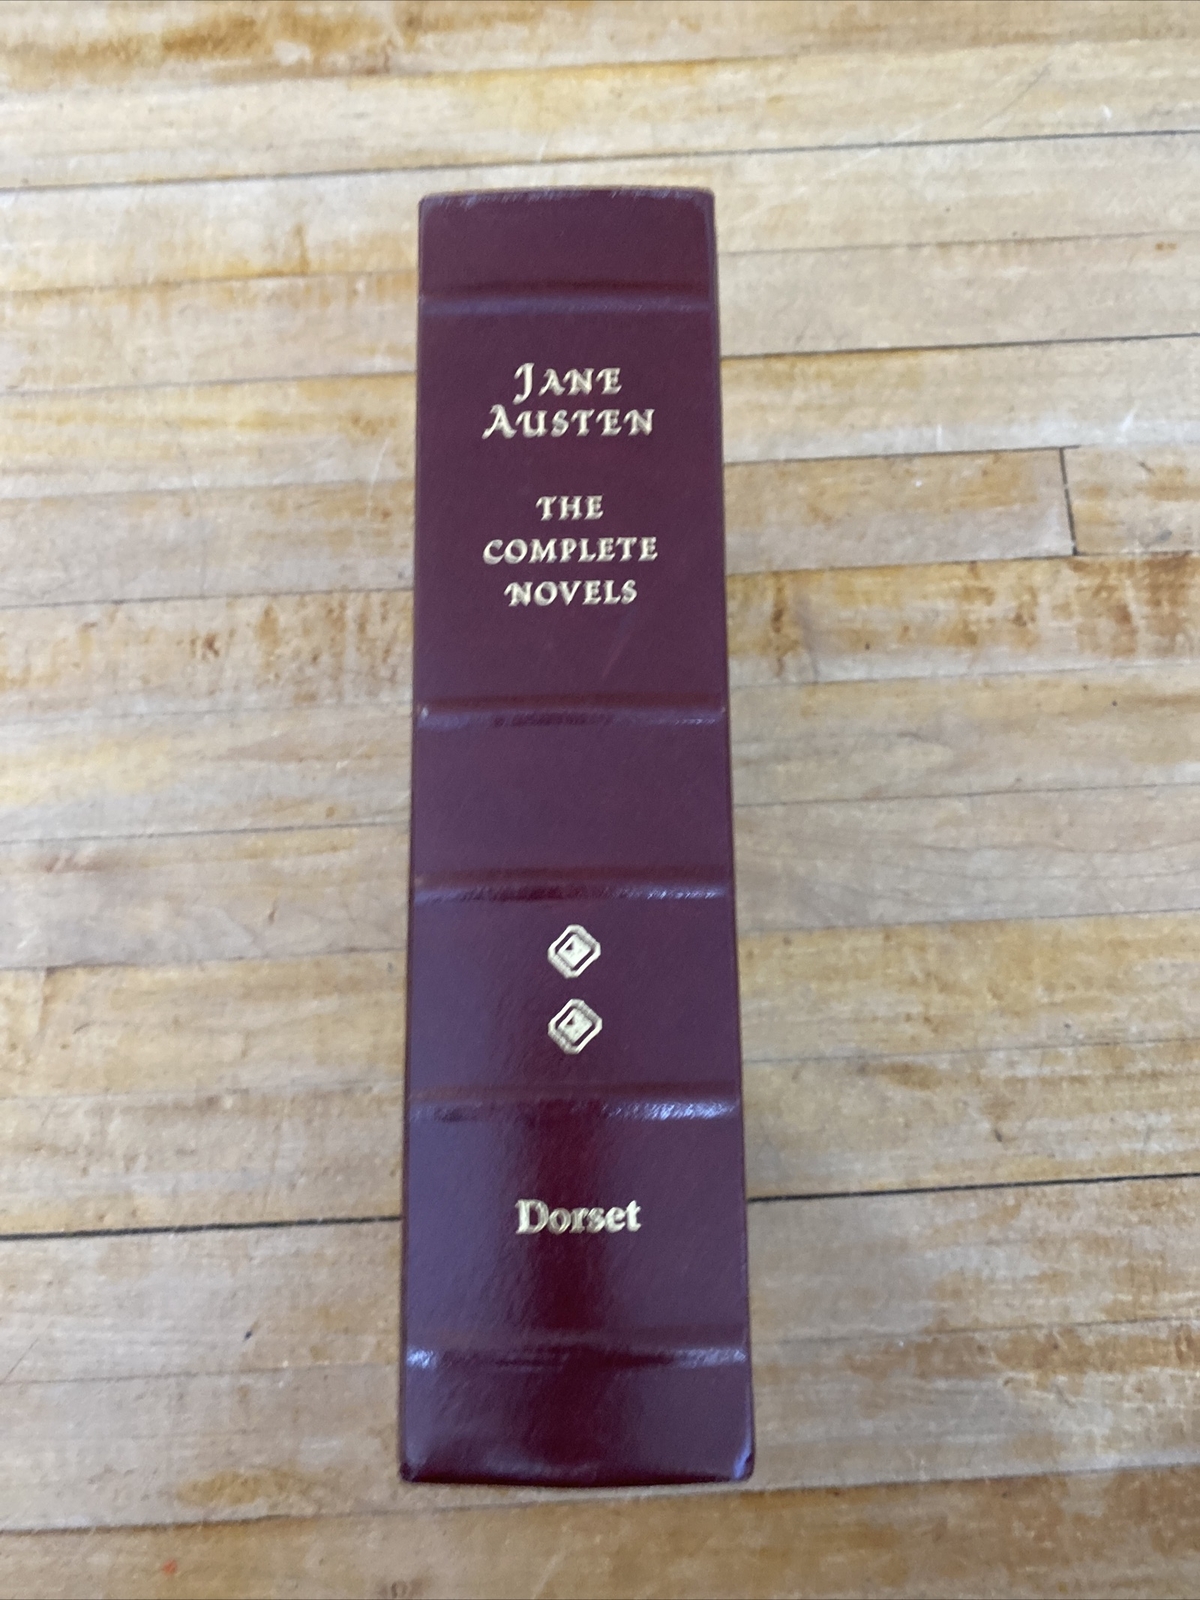 JANE
AUSTEN
THE
COMPLETE
NOVELS
Dorset